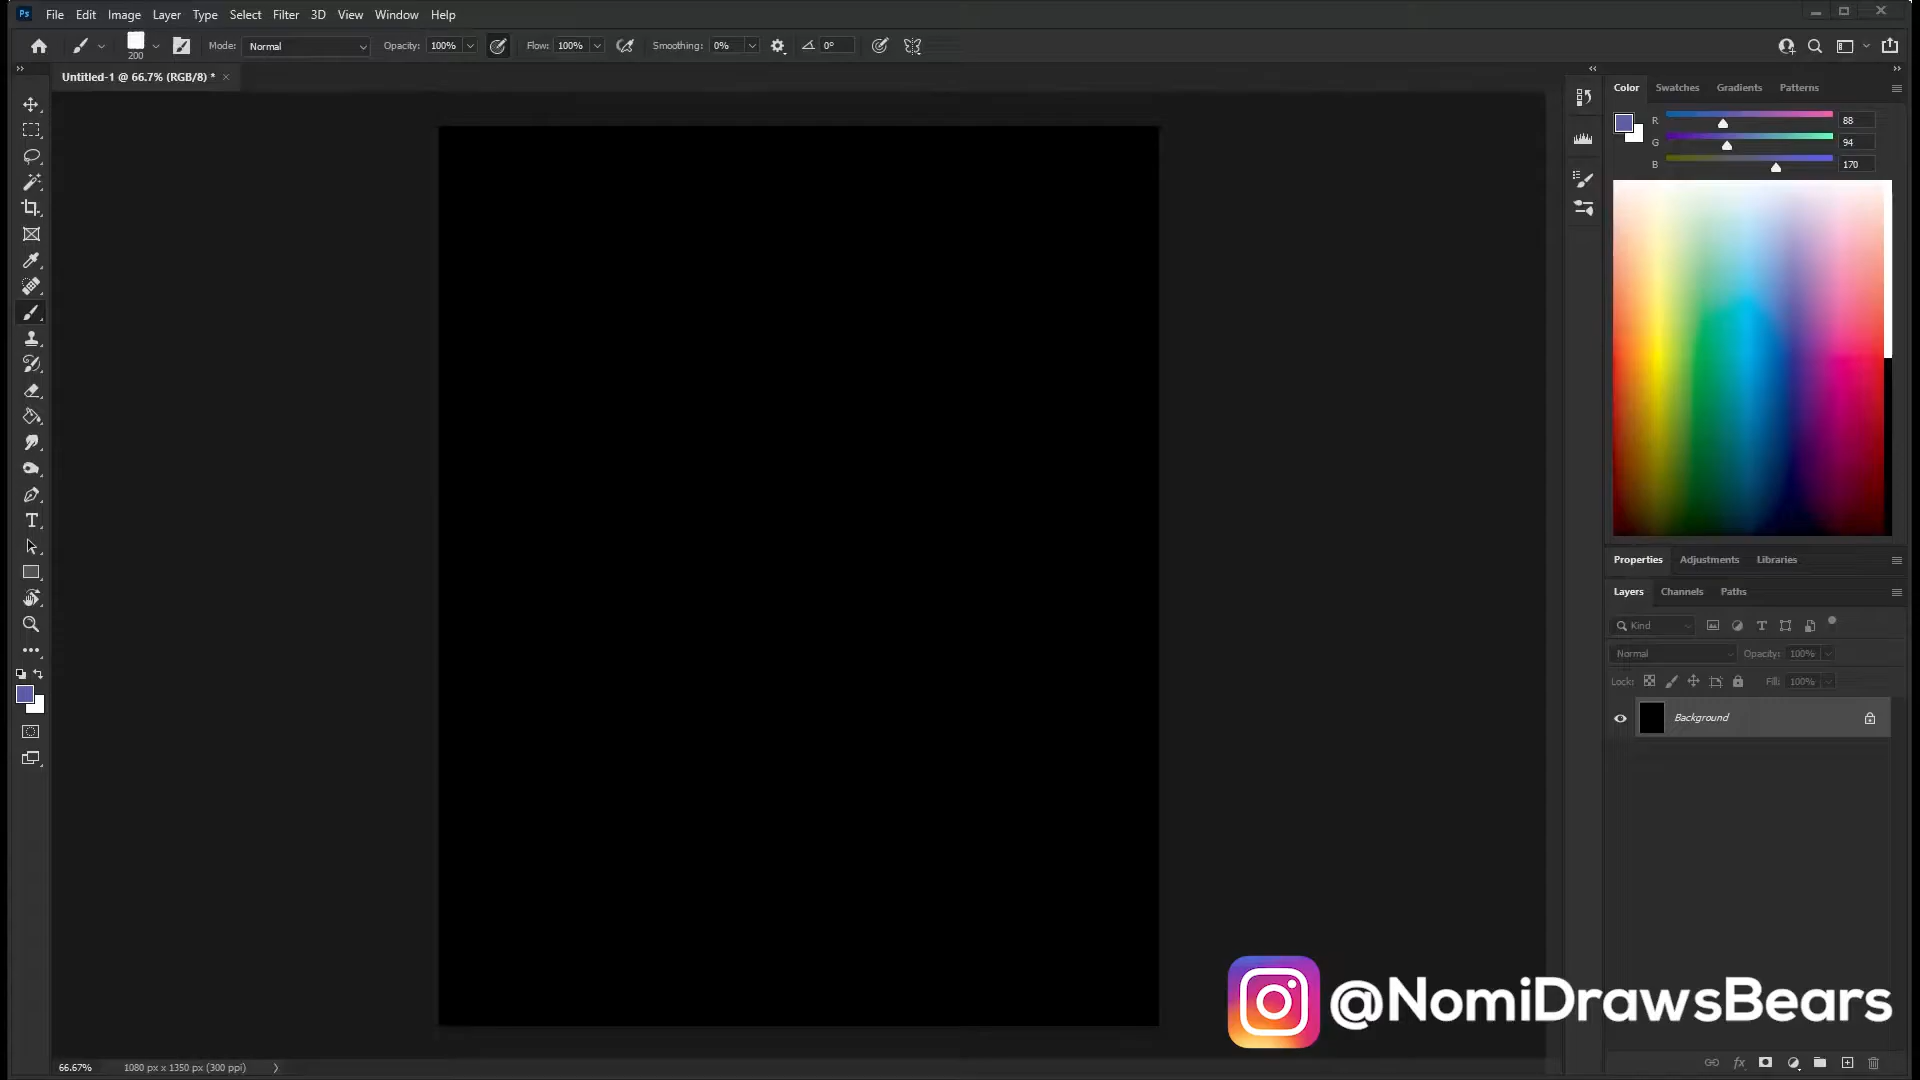 Ps File Edit Image Layer Type Select Filter 3D View Window Help
200 Mode: Normal Opacity: 100% Flow: 100% Smoothing: 0% 0°
Untitled-1 @ 66.7% (RGB/8) *
Color Swatches Gradients Patterns
R 88
G 94
B 170
Properties Adjustments Libraries
Layers Channels Paths
Kind
Normal Opacity: 100%
Lock: Fill: 100%
Background
@NomiDrawsBears
66.67% 1080 px x 1350 px (300 ppi)